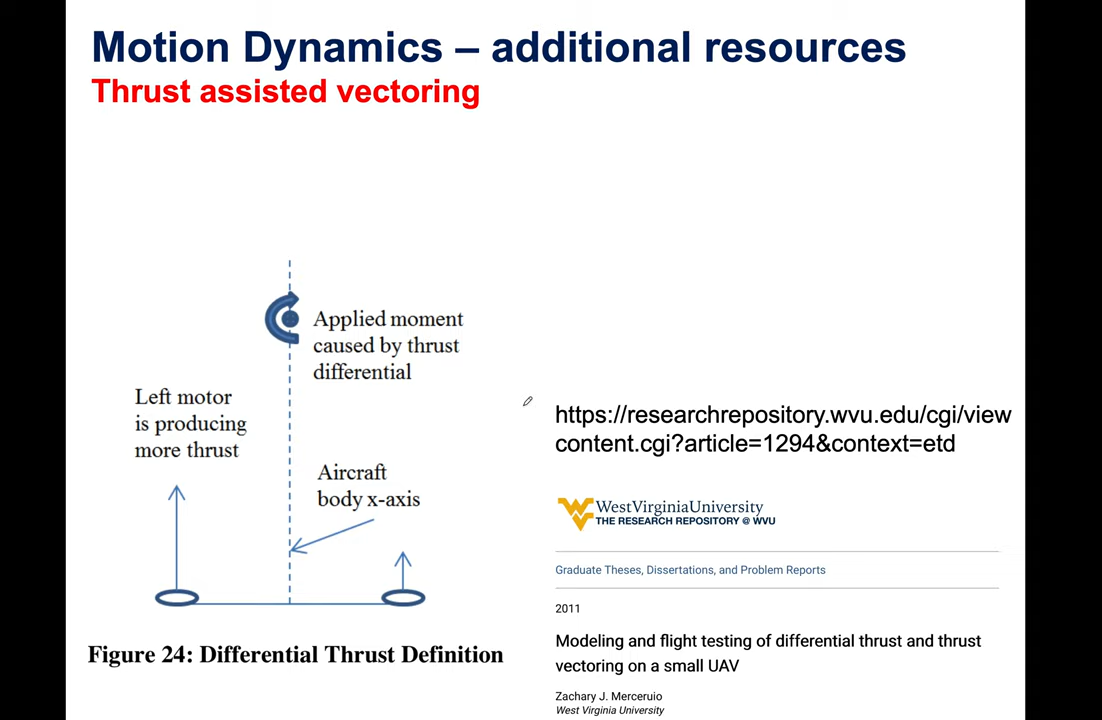 Motion Dynamics – additional resources
Thrust assisted vectoring
Applied moment
caused by thrust
differential
Left motor
is producing
more thrust
Aircraft
body x-axis
Figure 24: Differential Thrust Definition
https://researchrepository.wvu.edu/cgi/view
content.cgi?article=1294&context=etd
WestVirginiaUniversity
THE RESEARCH REPOSITORY @ WVU
Graduate Theses, Dissertations, and Problem Reports
2011
Modeling and flight testing of differential thrust and thrust
vectoring on a small UAV
Zachary J. Merceruio
West Virginia University